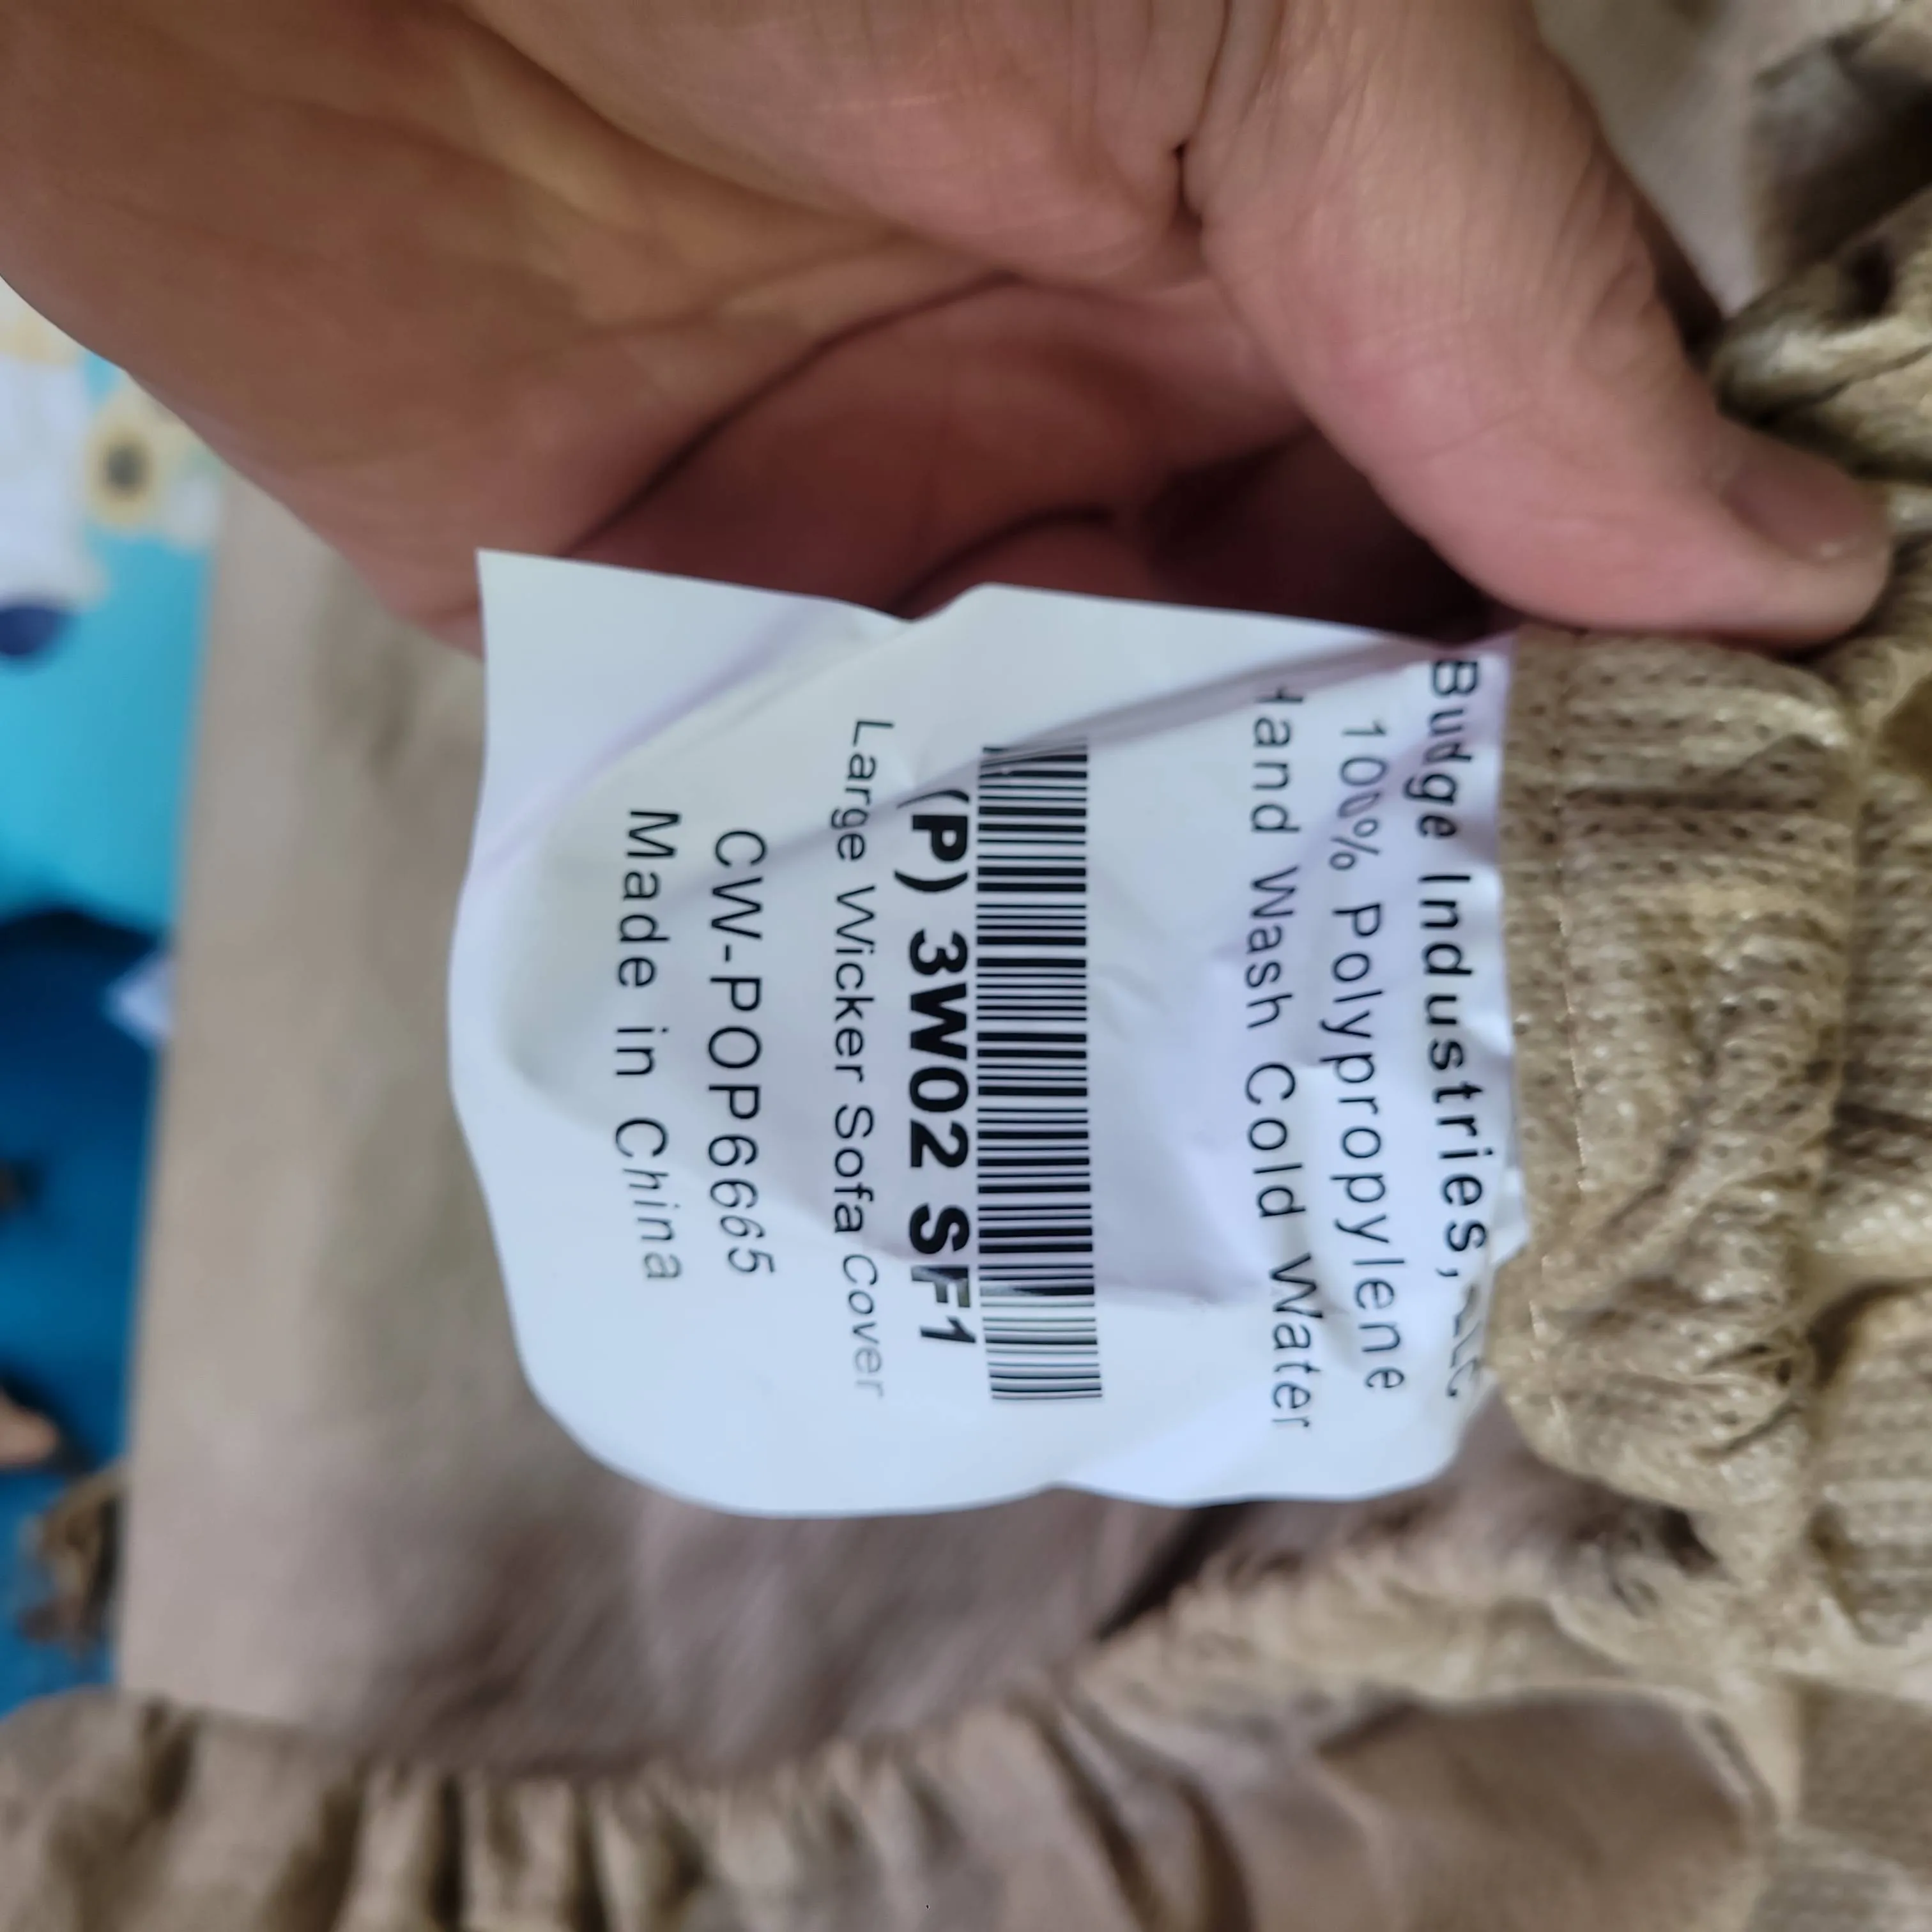 Budge Industries, LLC
100% Polypropylene
Hand Wash Cold Water
(P) 3W02 SF1
Large Wicker Sofa Cover
CW-POP6665
Made in China